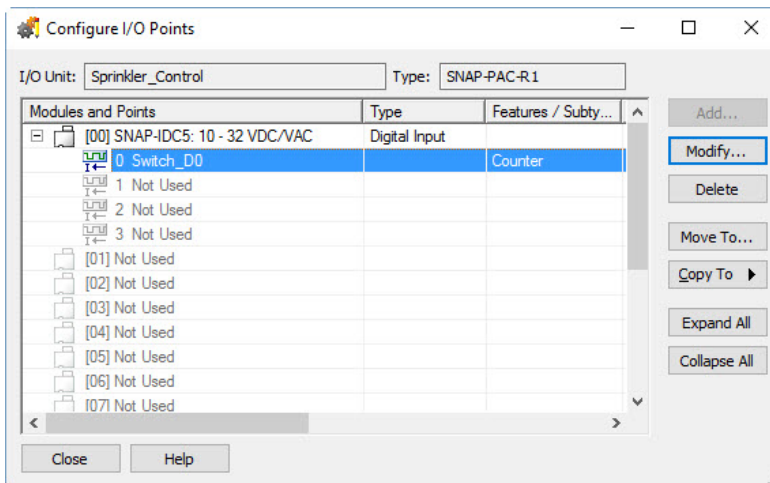 Configure I/O Points
I/O Unit: Sprinkler_Control Type: SNAP-PAC-R1
Modules and Points Type Features / Subty...
[00] SNAP-IDC5: 10 - 32 VDC/VAC Digital Input
0 Switch_D0 Counter
1 Not Used
2 Not Used
3 Not Used
[01] Not Used
[02] Not Used
[03] Not Used
[04] Not Used
[05] Not Used
[06] Not Used
[07] Not Used
Add...
Modify...
Delete
Move To...
Copy To
Expand All
Collapse All
Close Help